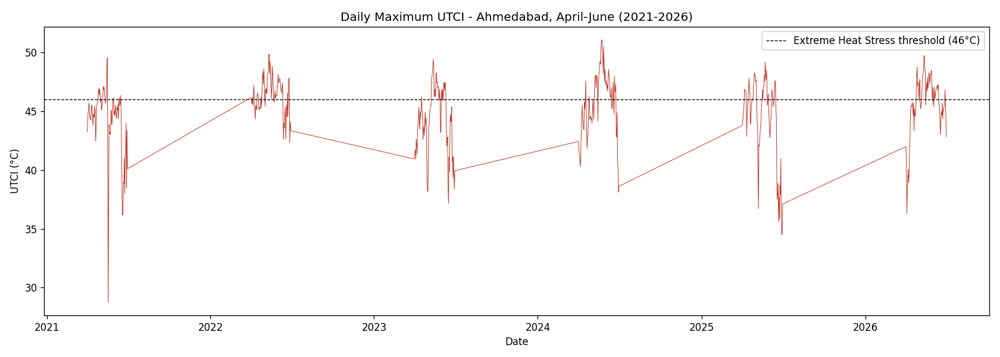 Daily Maximum UTCI - Ahmedabad, April-June (2021-2026)
Extreme Heat Stress threshold (46°C)
UTCI (°C)
50
45
40
35
30
2021 2022 2023 2024 2025 2026
Date